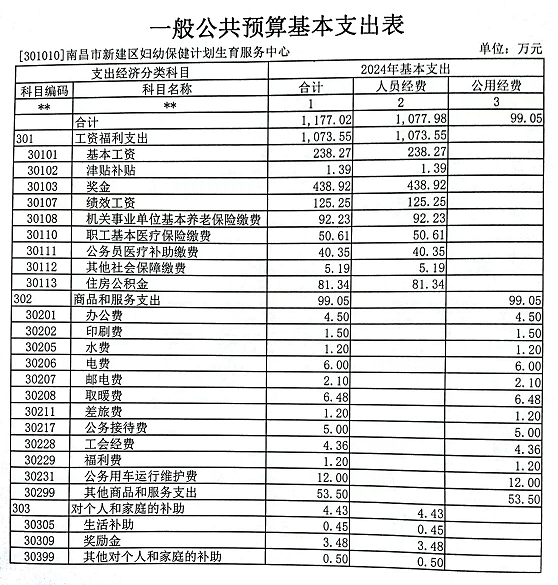 一般公共预算基本支出表
[301010]南昌市新建区妇幼保健计划生育服务中心 单位：万元
支出经济分类科目 2024年基本支出
科目编码 科目名称 合计 人员经费 公用经费
** ** 1 2 3
合计 1,177.02 1,077.98 99.05
301 工资福利支出 1,073.55 1,073.55
30101 基本工资 238.27 238.27
30102 津贴补贴 1.39 1.39
30103 奖金 438.92 438.92
30107 绩效工资 125.25 125.25
30108 机关事业单位基本养老保险缴费 92.23 92.23
30110 职工基本医疗保险缴费 50.61 50.61
30111 公务员医疗补助缴费 40.35 40.35
30112 其他社会保障缴费 5.19 5.19
30113 住房公积金 81.34 81.34
302 商品和服务支出 99.05 99.05
30201 办公费 4.50 4.50
30202 印刷费 1.50 1.50
30205 水费 1.20 1.20
30206 电费 6.00 6.00
30207 邮电费 2.10 2.10
30208 取暖费 6.48 6.48
30211 差旅费 1.20 1.20
30217 公务接待费 5.00 5.00
30228 工会经费 4.36 4.36
30229 福利费 1.20 1.20
30231 公务用车运行维护费 12.00 12.00
30299 其他商品和服务支出 53.50 53.50
303 对个人和家庭的补助 4.43 4.43
30305 生活补助 0.45 0.45
30309 奖励金 3.48 3.48
30399 其他对个人和家庭的补助 0.50 0.50